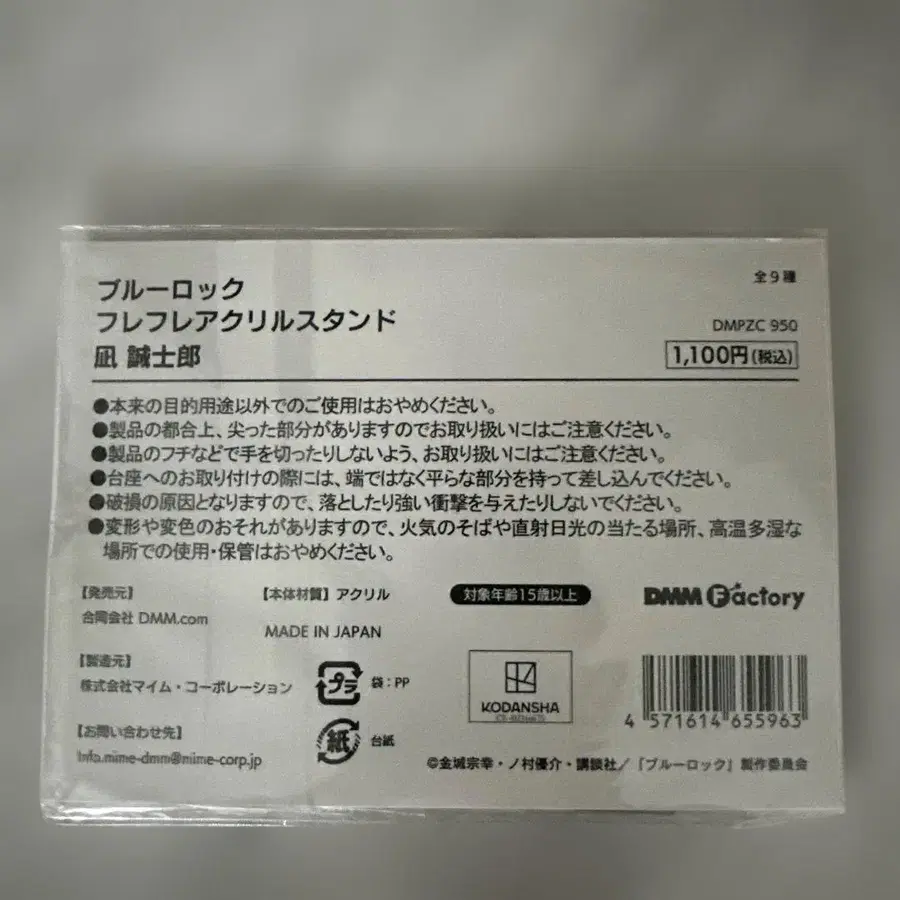 全9種
ブルーロック
フレフレアクリルスタンド
DMPZC 950
凪 誠士郎
1,100円(税込)
●本来の目的用途以外でのご使用はおやめください。
●製品の都合上、尖った部分がありますのでお取り扱いにはご注意ください。
●製品のフチなどで手を切ったりしないよう、お取り扱いにはご注意ください。
●台座へのお取り付けの際には、端ではなく平らな部分を持って差し込んでください。
●破損の原因となりますので、落としたり強い衝撃を与えたりしないでください。
●変形や変色のおそれがありますので、火気のそばや直射日光の当たる場所、高温多湿な
場所での使用・保管はおやめください。
【発売元】
合同会社 DMM.com
【本体材質】アクリル
MADE IN JAPAN
対象年齢15歳以上
DMM Factory
【製造元】
株式会社マイム・コーポレーション
プラ 袋:PP
KODANSHA
4 571614 655963
【お問い合わせ先】
info.mime-dmm@mime-corp.jp
紙 台紙
©金城宗幸・ノ村優介・講談社/「ブルーロック」製作委員会